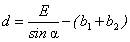 d = E / sin α − (b₁ + b₂)